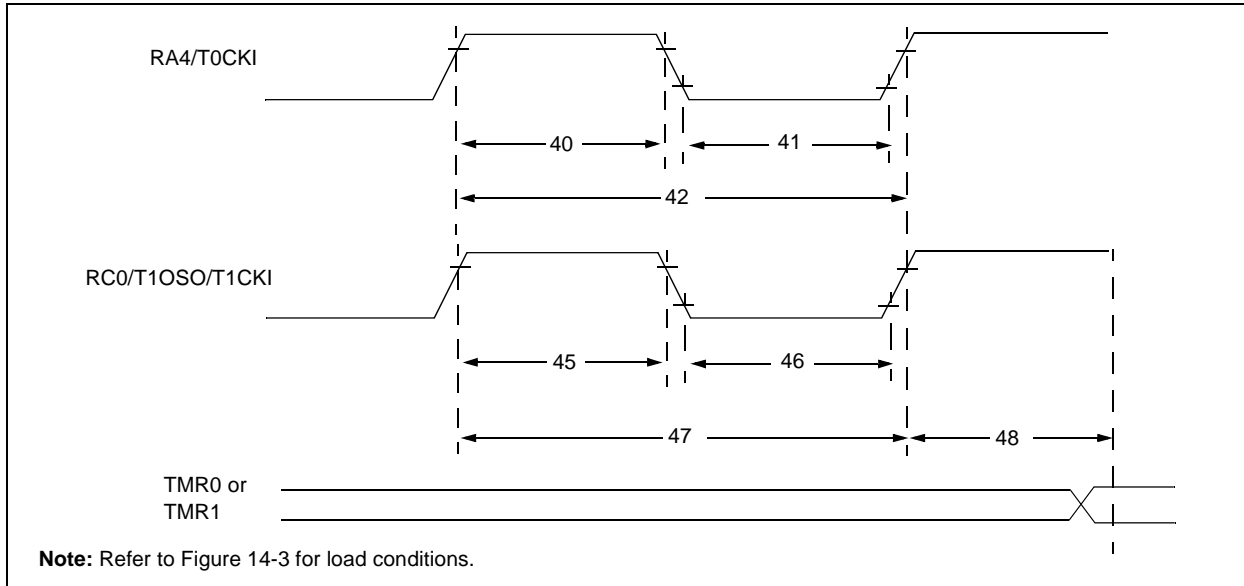 RA4/T0CKI
40
41
42
RC0/T1OSO/T1CKI
45
46
47
48
TMR0 or
TMR1
Note: Refer to Figure 14-3 for load conditions.